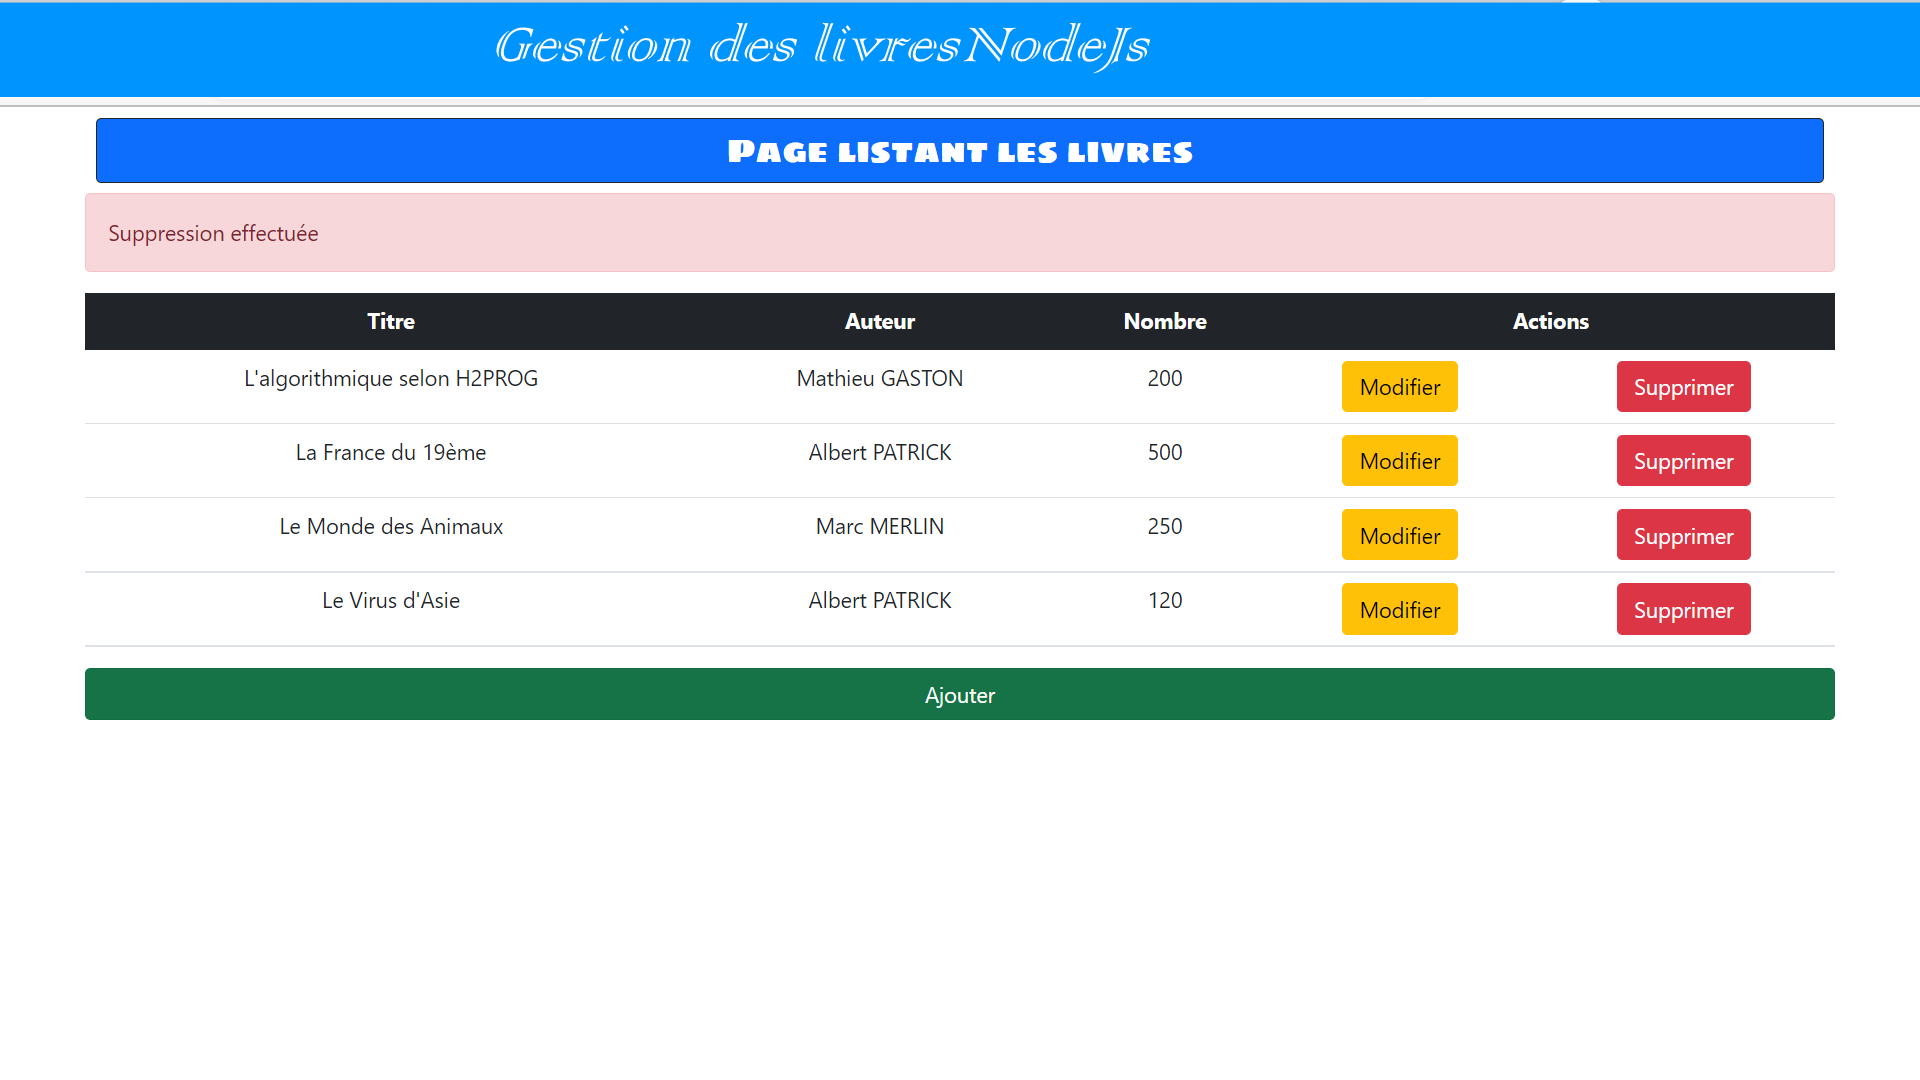 Gestion des livres NodeJs
Page listant les livres
Suppression effectuée
Titre Auteur Nombre Actions
L'algorithmique selon H2PROG Mathieu GASTON 200 Modifier Supprimer
La France du 19ème Albert PATRICK 500 Modifier Supprimer
Le Monde des Animaux Marc MERLIN 250 Modifier Supprimer
Le Virus d'Asie Albert PATRICK 120 Modifier Supprimer
Ajouter